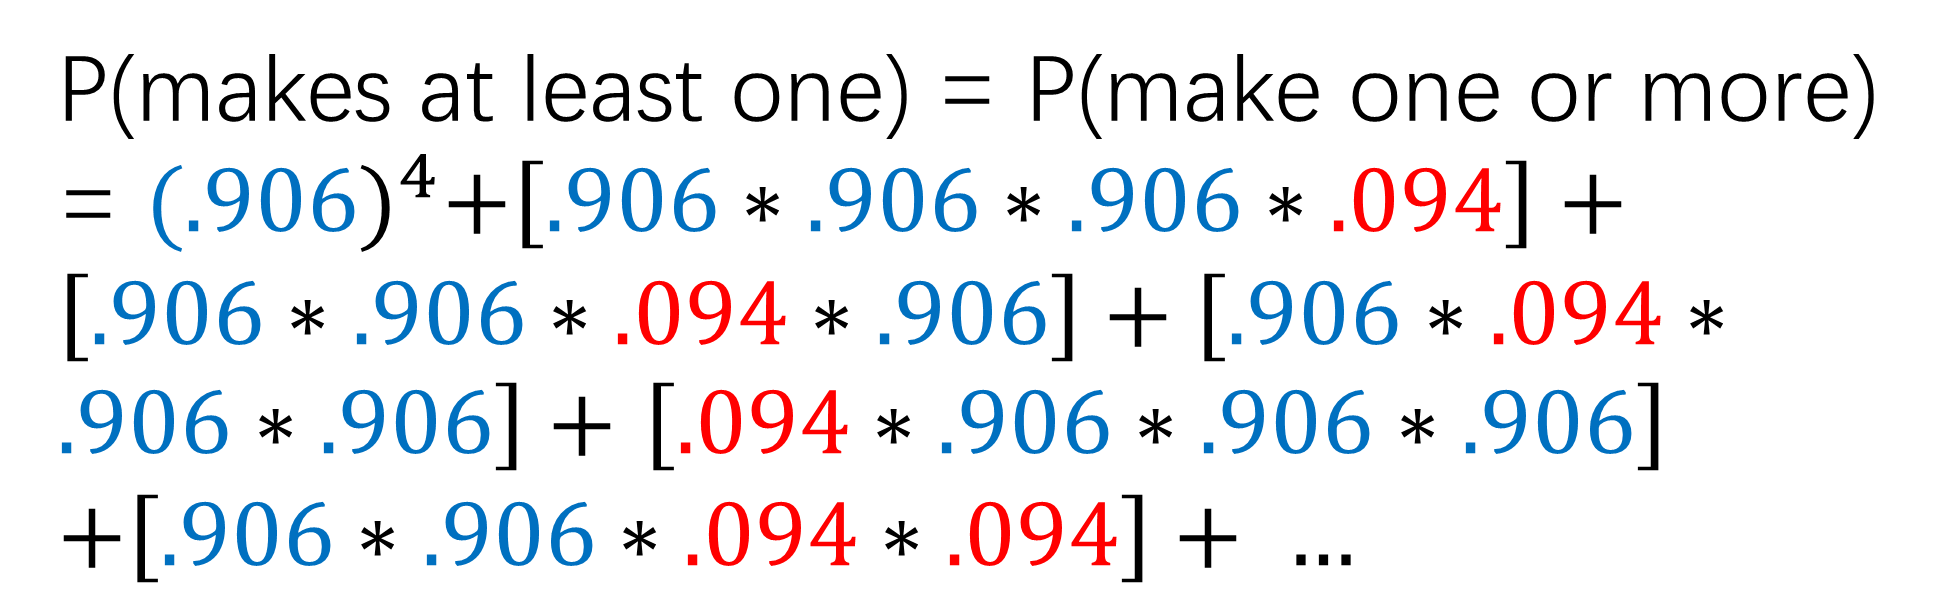 P(makes at least one) = P(make one or more)
= (.906)⁴+[.906 * .906 * .906 * .094] +
[.906 * .906 * .094 * .906] + [.906 * .094 *
.906 * .906] + [.094 * .906 * .906 * .906]
+[.906 * .906 * .094 * .094] + ...